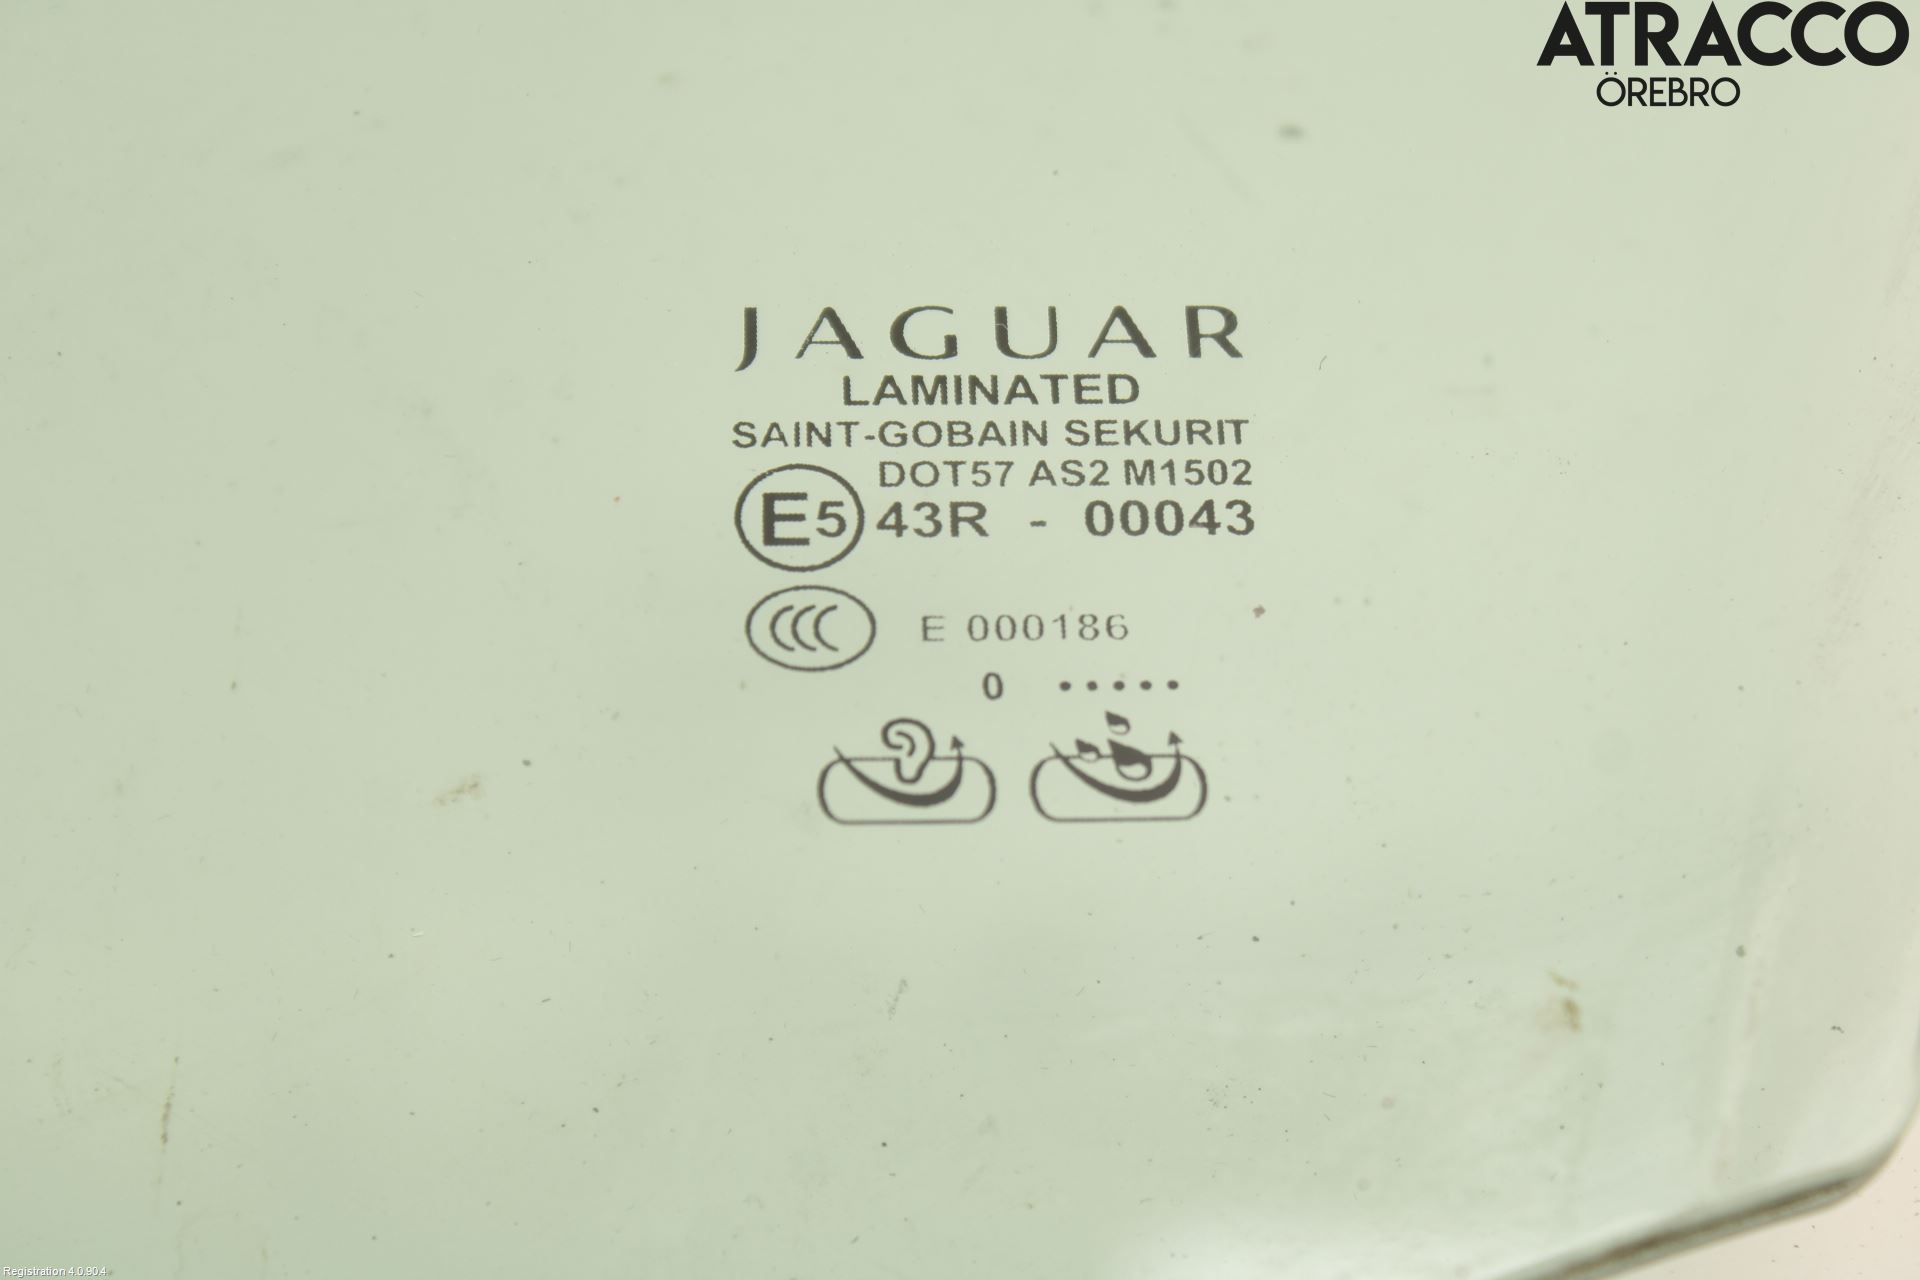 ATRACCO
ÖREBRO
JAGUAR
LAMINATED
SAINT-GOBAIN SEKURIT
DOT57 AS2 M1502
E5 43R - 00043
CCC E 000186
0 .....
Registration 4.0.90.4